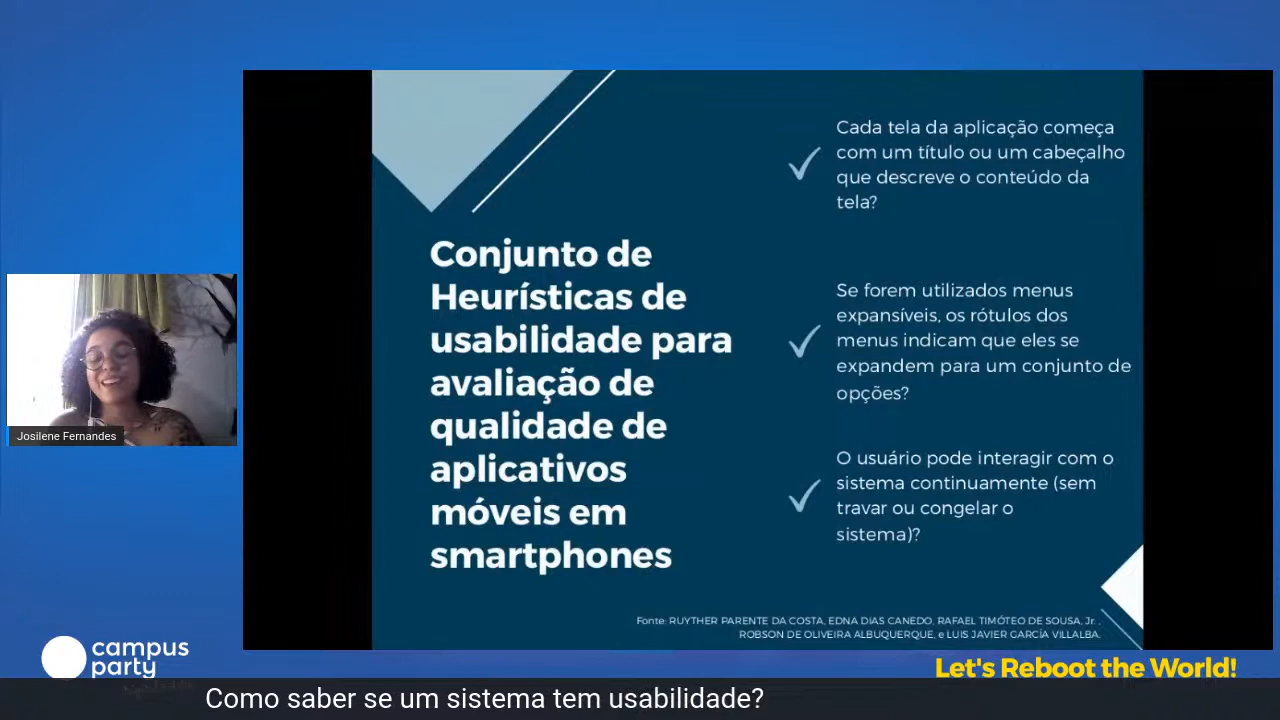 Cada tela da aplicação começa
com um título ou um cabeçalho
que descreve o conteúdo da
tela?
Conjunto de
Heurísticas de
usabilidade para
avaliação de
qualidade de
aplicativos
móveis em
smartphones
Se forem utilizados menus
expansíveis, os rótulos dos
menus indicam que eles se
expandem para um conjunto de
opções?
O usuário pode interagir com o
sistema continuamente (sem
travar ou congelar o
sistema)?
Fonte: RUYTHER PARENTE DA COSTA, EDNA DIAS CANEDO, RAFAEL TIMÓTEO DE SOUSA, Jr. ,
ROBSON DE OLIVEIRA ALBUQUERQUE, e LUIS JAVIER GARCÍA VILLALBA.
Josilene Fernandes
campus
party
Let's Reboot the World!
Como saber se um sistema tem usabilidade?